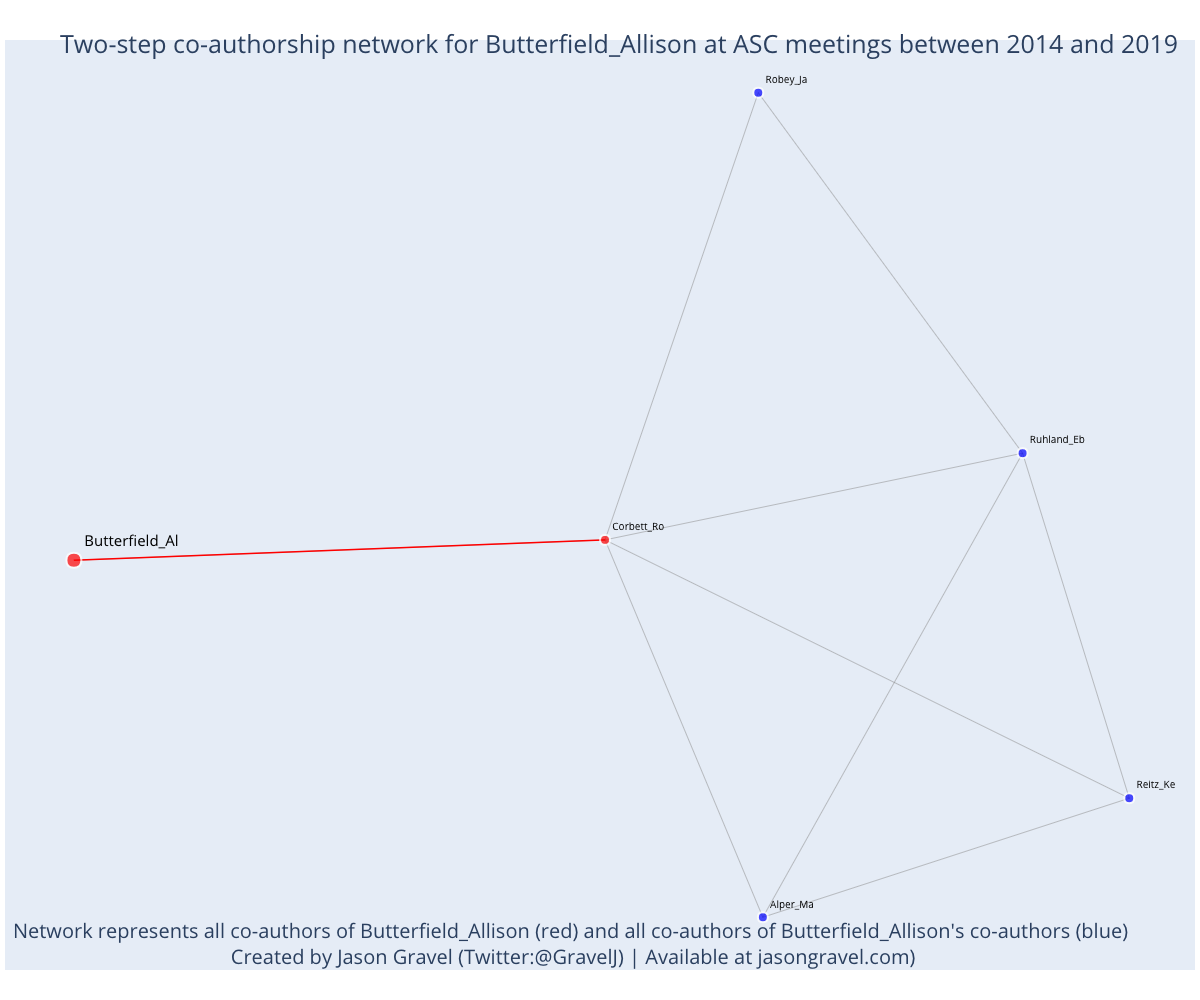 Two-step co-authorship network for Butterfield_Allison at ASC meetings between 2014 and 2019
Robey_Ja
Ruhland_Eb
Corbett_Ro
Butterfield_Al
Reitz_Ke
Alper_Ma
Network represents all co-authors of Butterfield_Allison (red) and all co-authors of Butterfield_Allison's co-authors (blue)
Created by Jason Gravel (Twitter:@GravelJ) | Available at jasongravel.com)